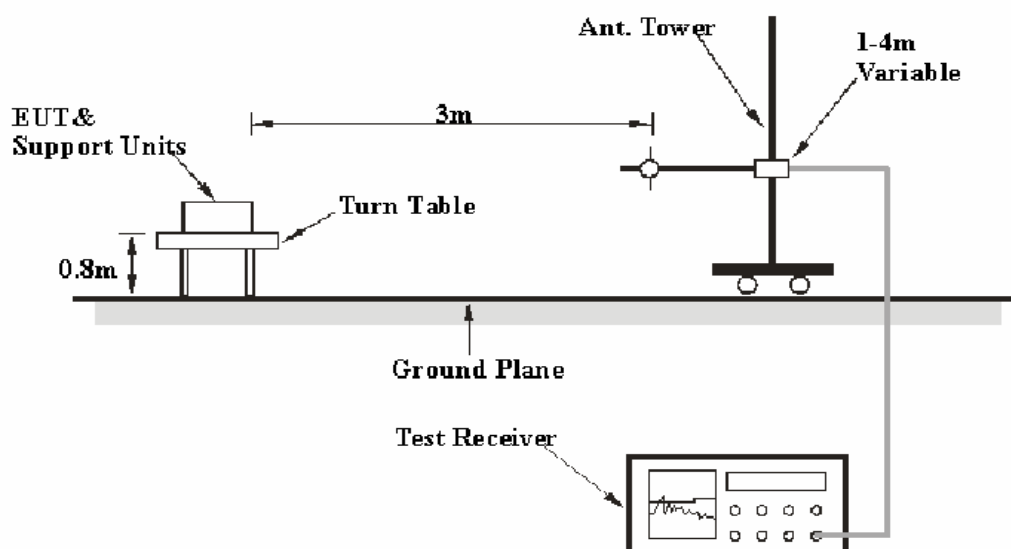 Ant. Tower
1-4m
Variable
3m
EUT&
Support Units
Turn Table
0.8m
Ground Plane
Test Receiver